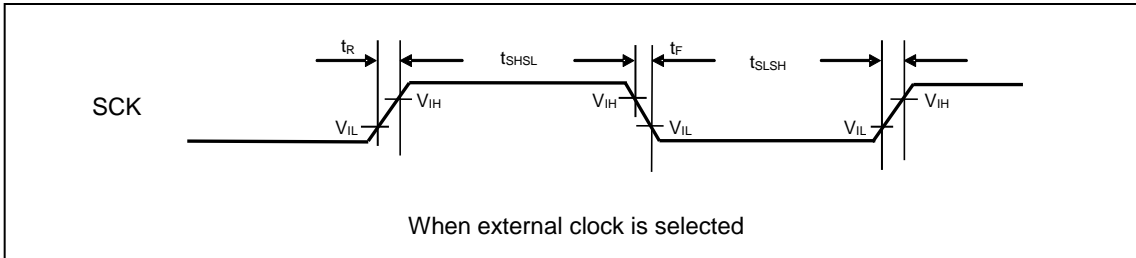 tR tSHSL tF tSLSH
SCK
VIH VIH VIH
VIL VIL VIL
When external clock is selected